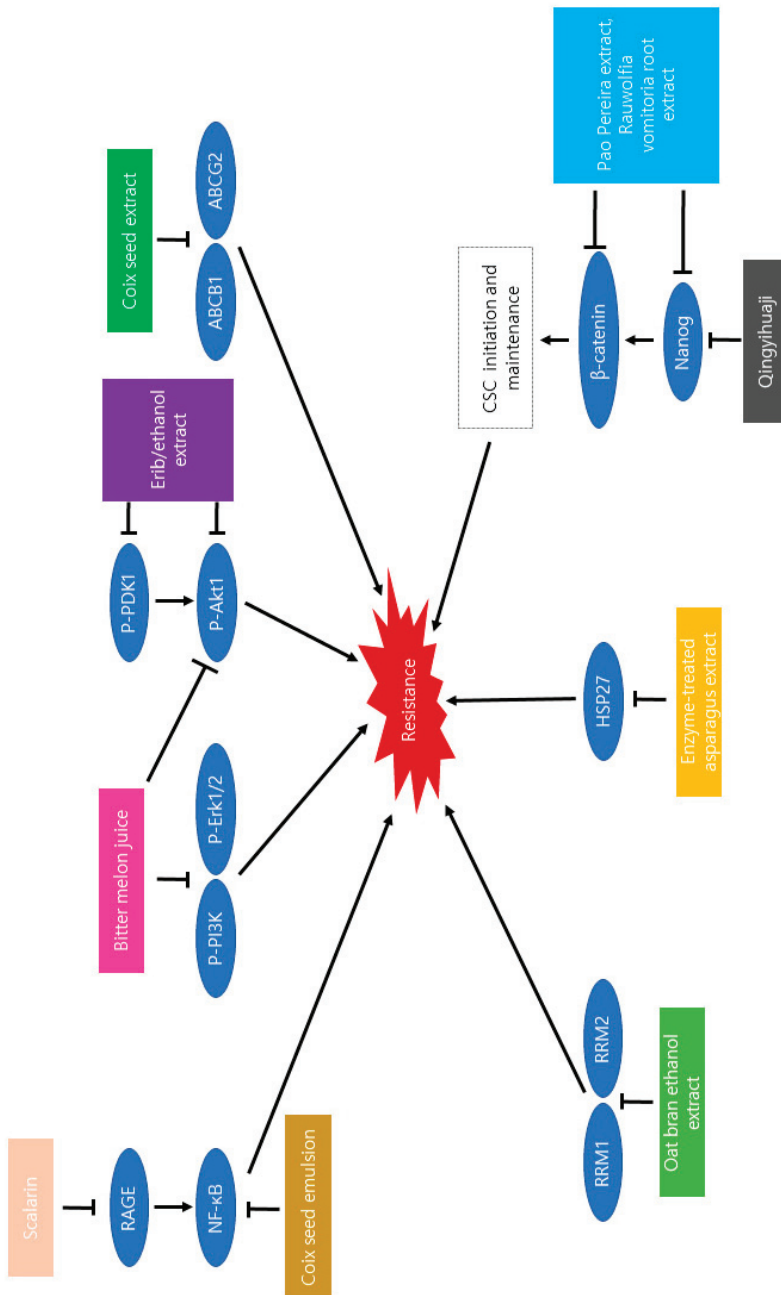 Scalarin
RAGE
NF-κB
Coix seed emulsion
Bitter melon juice
P-PI3K
P-Erk1/2
P-PDK1
P-Akt1
Erib/ethanol
extract
Coix seed extract
ABCB1
ABCG2
Resistance
RRM1
RRM2
Oat bran ethanol
extract
HSP27
Enzyme-treated
asparagus extract
CSC initiation and
maintenance
β-catenin
Nanog
Qingyihuaji
Pao Pereira extract,
Rauwolfia
vomitoria root
extract